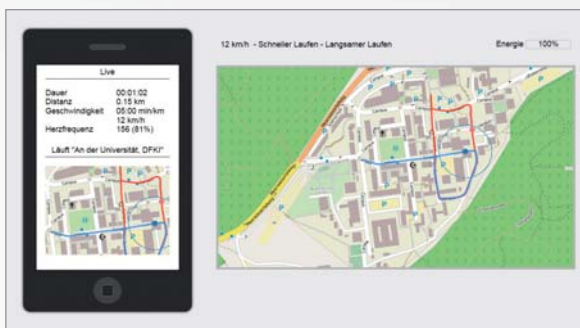 Live
Dauer 00:01:02
Distanz 0.15 km
Geschwindigkeit 05:00 min/km
12 km/h
Herzfrequenz 156 (81%)
Läuft "An der Universität, DFKI"
12 km/h - Schneller Laufen - Langsamer Laufen
Energie 100%